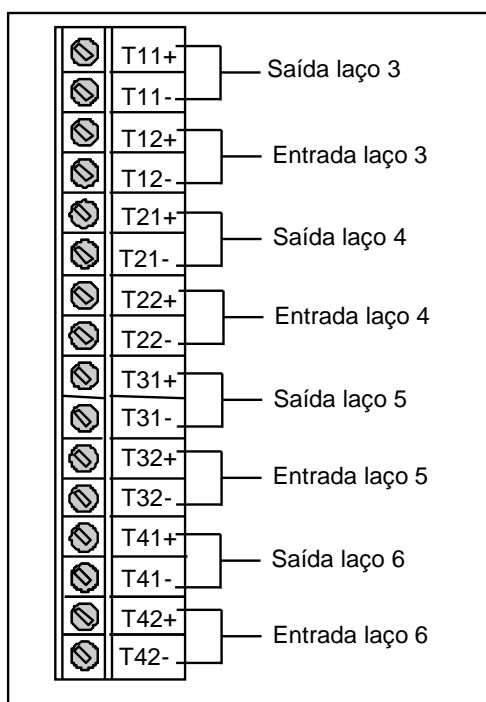 T11+
Saída laço 3
T11-
T12+
Entrada laço 3
T12-
T21+
Saída laço 4
T21-
T22+
Entrada laço 4
T22-
T31+
Saída laço 5
T31-
T32+
Entrada laço 5
T32-
T41+
Saída laço 6
T41-
T42+
Entrada laço 6
T42-